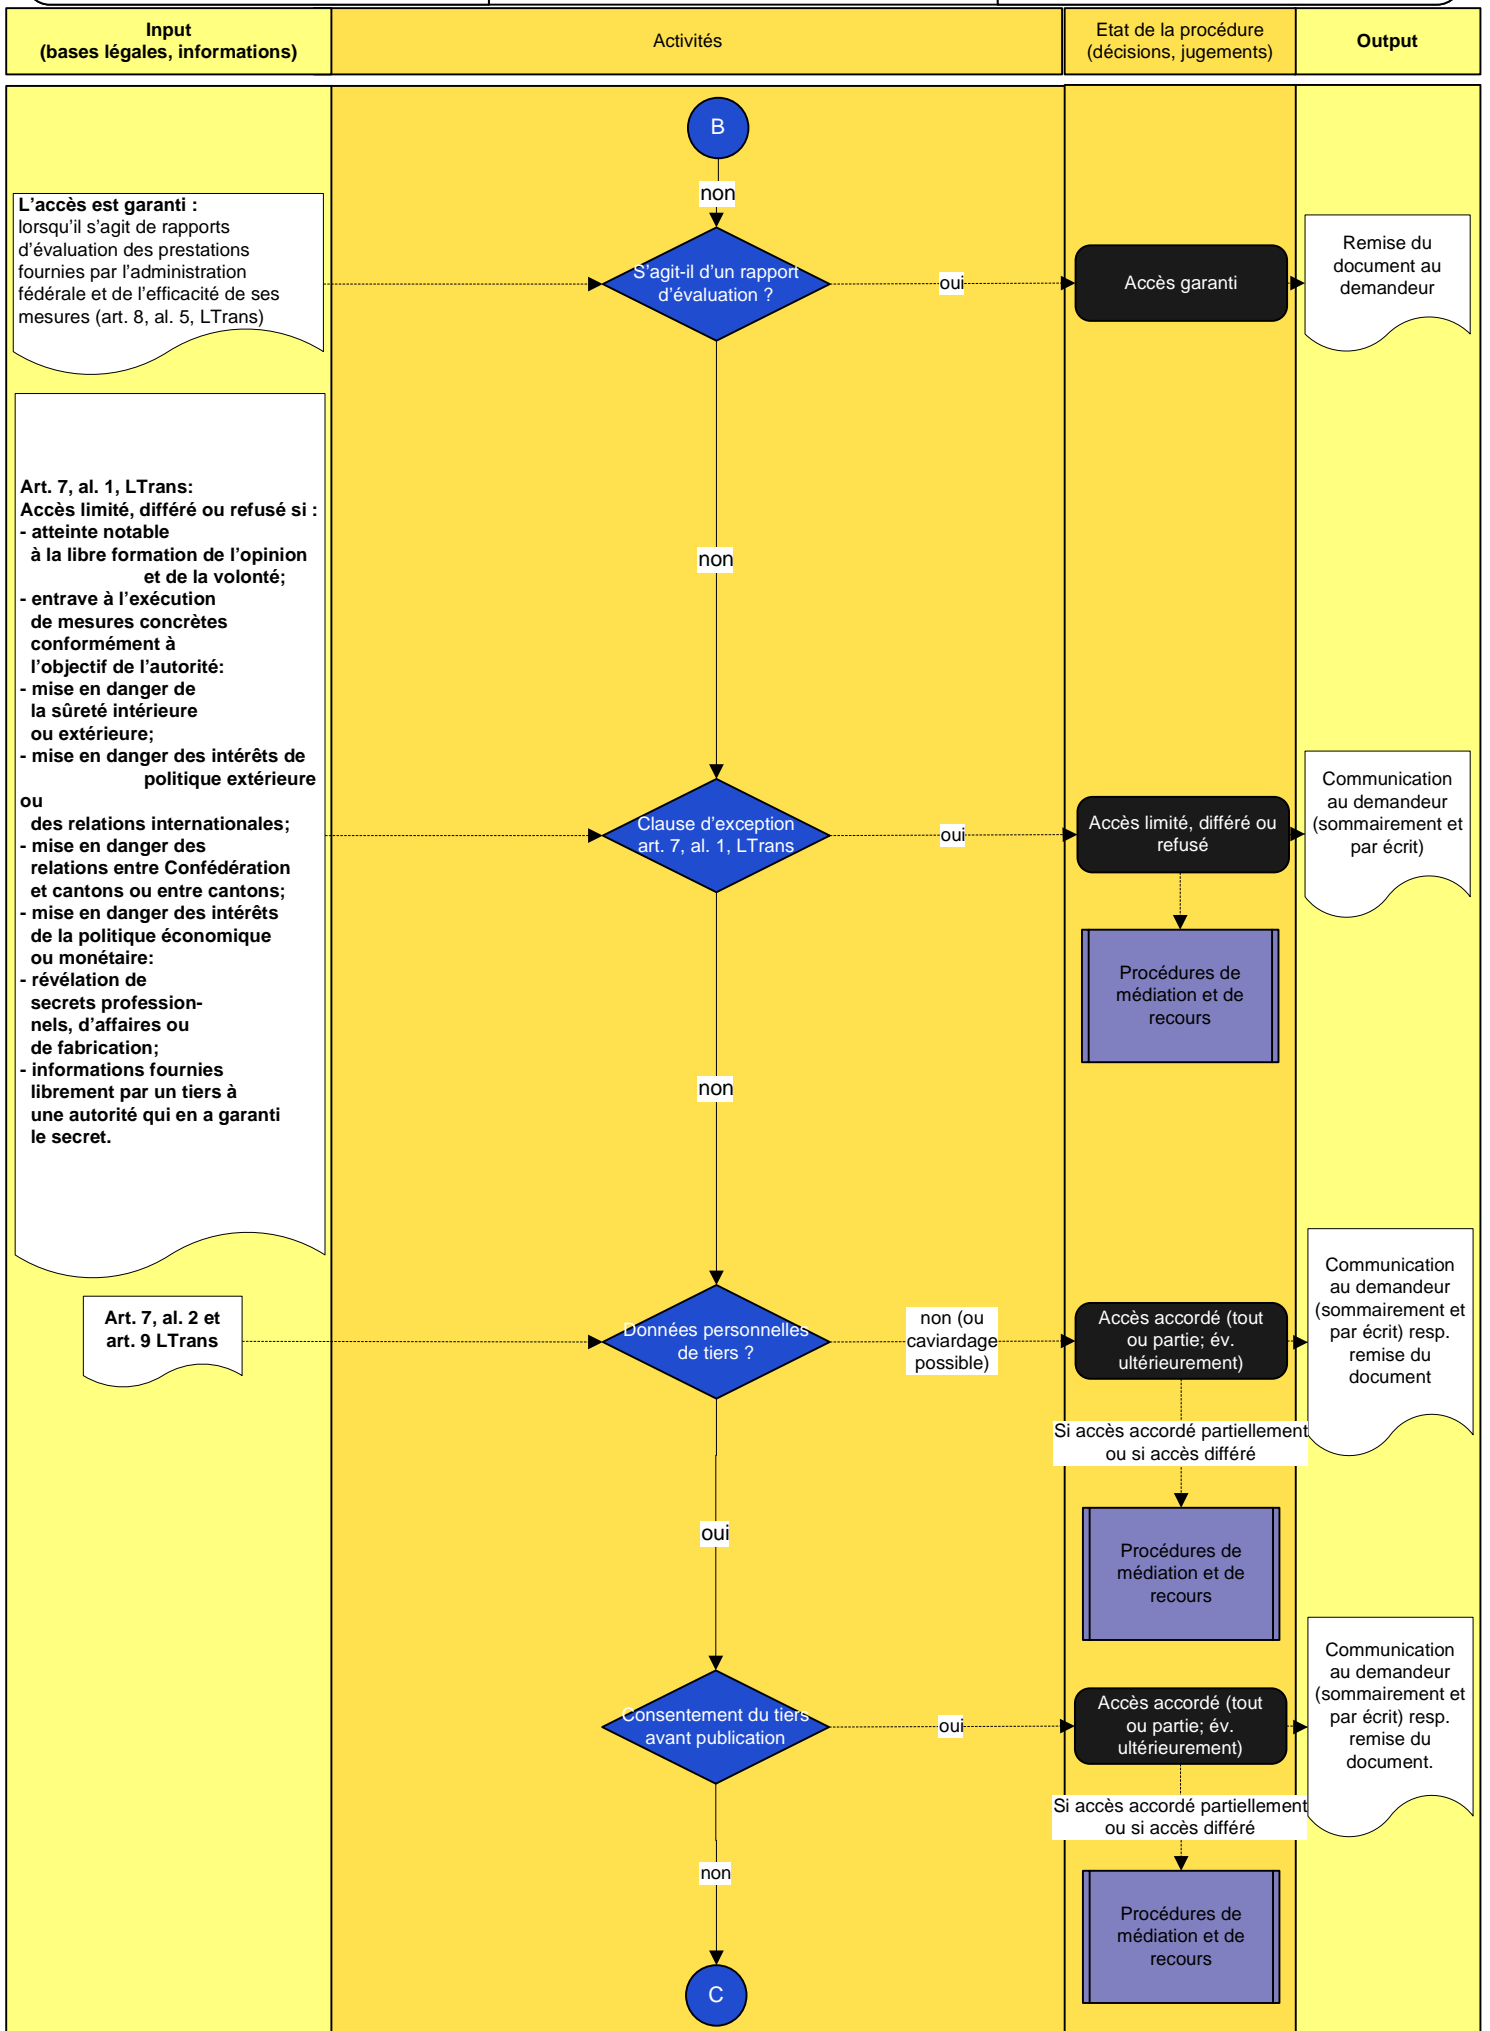 Input
(bases légales, informations)
Activités
Etat de la procédure
(décisions, jugements)
Output
B
non
L'accès est garanti :
lorsqu'il s'agit de rapports
d'évaluation des prestations
fournies par l'administration
fédérale et de l'efficacité de ses
mesures (art. 8, al. 5, LTrans)
S'agit-il d'un rapport
d'évaluation ?
oui
Accès garanti
Remise du
document au
demandeur
non
Art. 7, al. 1, LTrans:
Accès limité, différé ou refusé si :
- atteinte notable
à la libre formation de l'opinion
et de la volonté;
- entrave à l'exécution
de mesures concrètes
conformément à
l'objectif de l'autorité:
- mise en danger de
la sûreté intérieure
ou extérieure;
- mise en danger des intérêts de
politique extérieure
ou
des relations internationales;
- mise en danger des
relations entre Confédération
et cantons ou entre cantons;
- mise en danger des intérêts
de la politique économique
ou monétaire:
- révélation de
secrets profession-
nels, d'affaires ou
de fabrication;
- informations fournies
librement par un tiers à
une autorité qui en a garanti
le secret.
Clause d'exception
art. 7, al. 1, LTrans
oui
Accès limité, différé ou
refusé
Communication
au demandeur
(sommairement et
par écrit)
Procédures de
médiation et de
recours
non
Art. 7, al. 2 et
art. 9 LTrans
Données personnelles
de tiers ?
non (ou
caviardage
possible)
Accès accordé (tout
ou partie; év.
ultérieurement)
Communication
au demandeur
(sommairement et
par écrit) resp.
remise du
document
Si accès accordé partiellement
ou si accès différé
Procédures de
médiation et de
recours
oui
Consentement du tiers
avant publication
oui
Accès accordé (tout
ou partie; év.
ultérieurement)
Communication
au demandeur
(sommairement et
par écrit) resp.
remise du
document.
Si accès accordé partiellement
ou si accès différé
Procédures de
médiation et de
recours
non
C